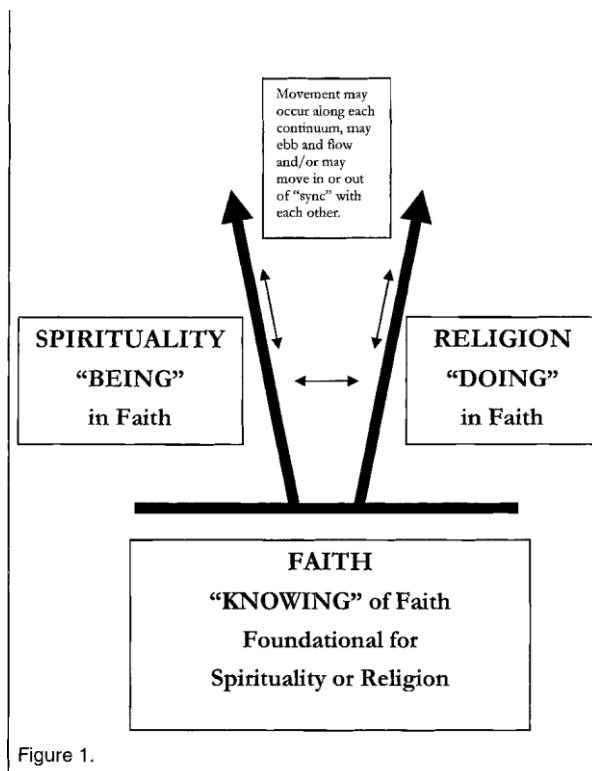 Movement may
occur along each
continuum, may
ebb and flow
and/or may
move in or out
of “sync” with
each other.
SPIRITUALITY
“BEING”
in Faith
RELIGION
“DOING”
in Faith
FAITH
“KNOWING” of Faith
Foundational for
Spirituality or Religion
Figure 1.